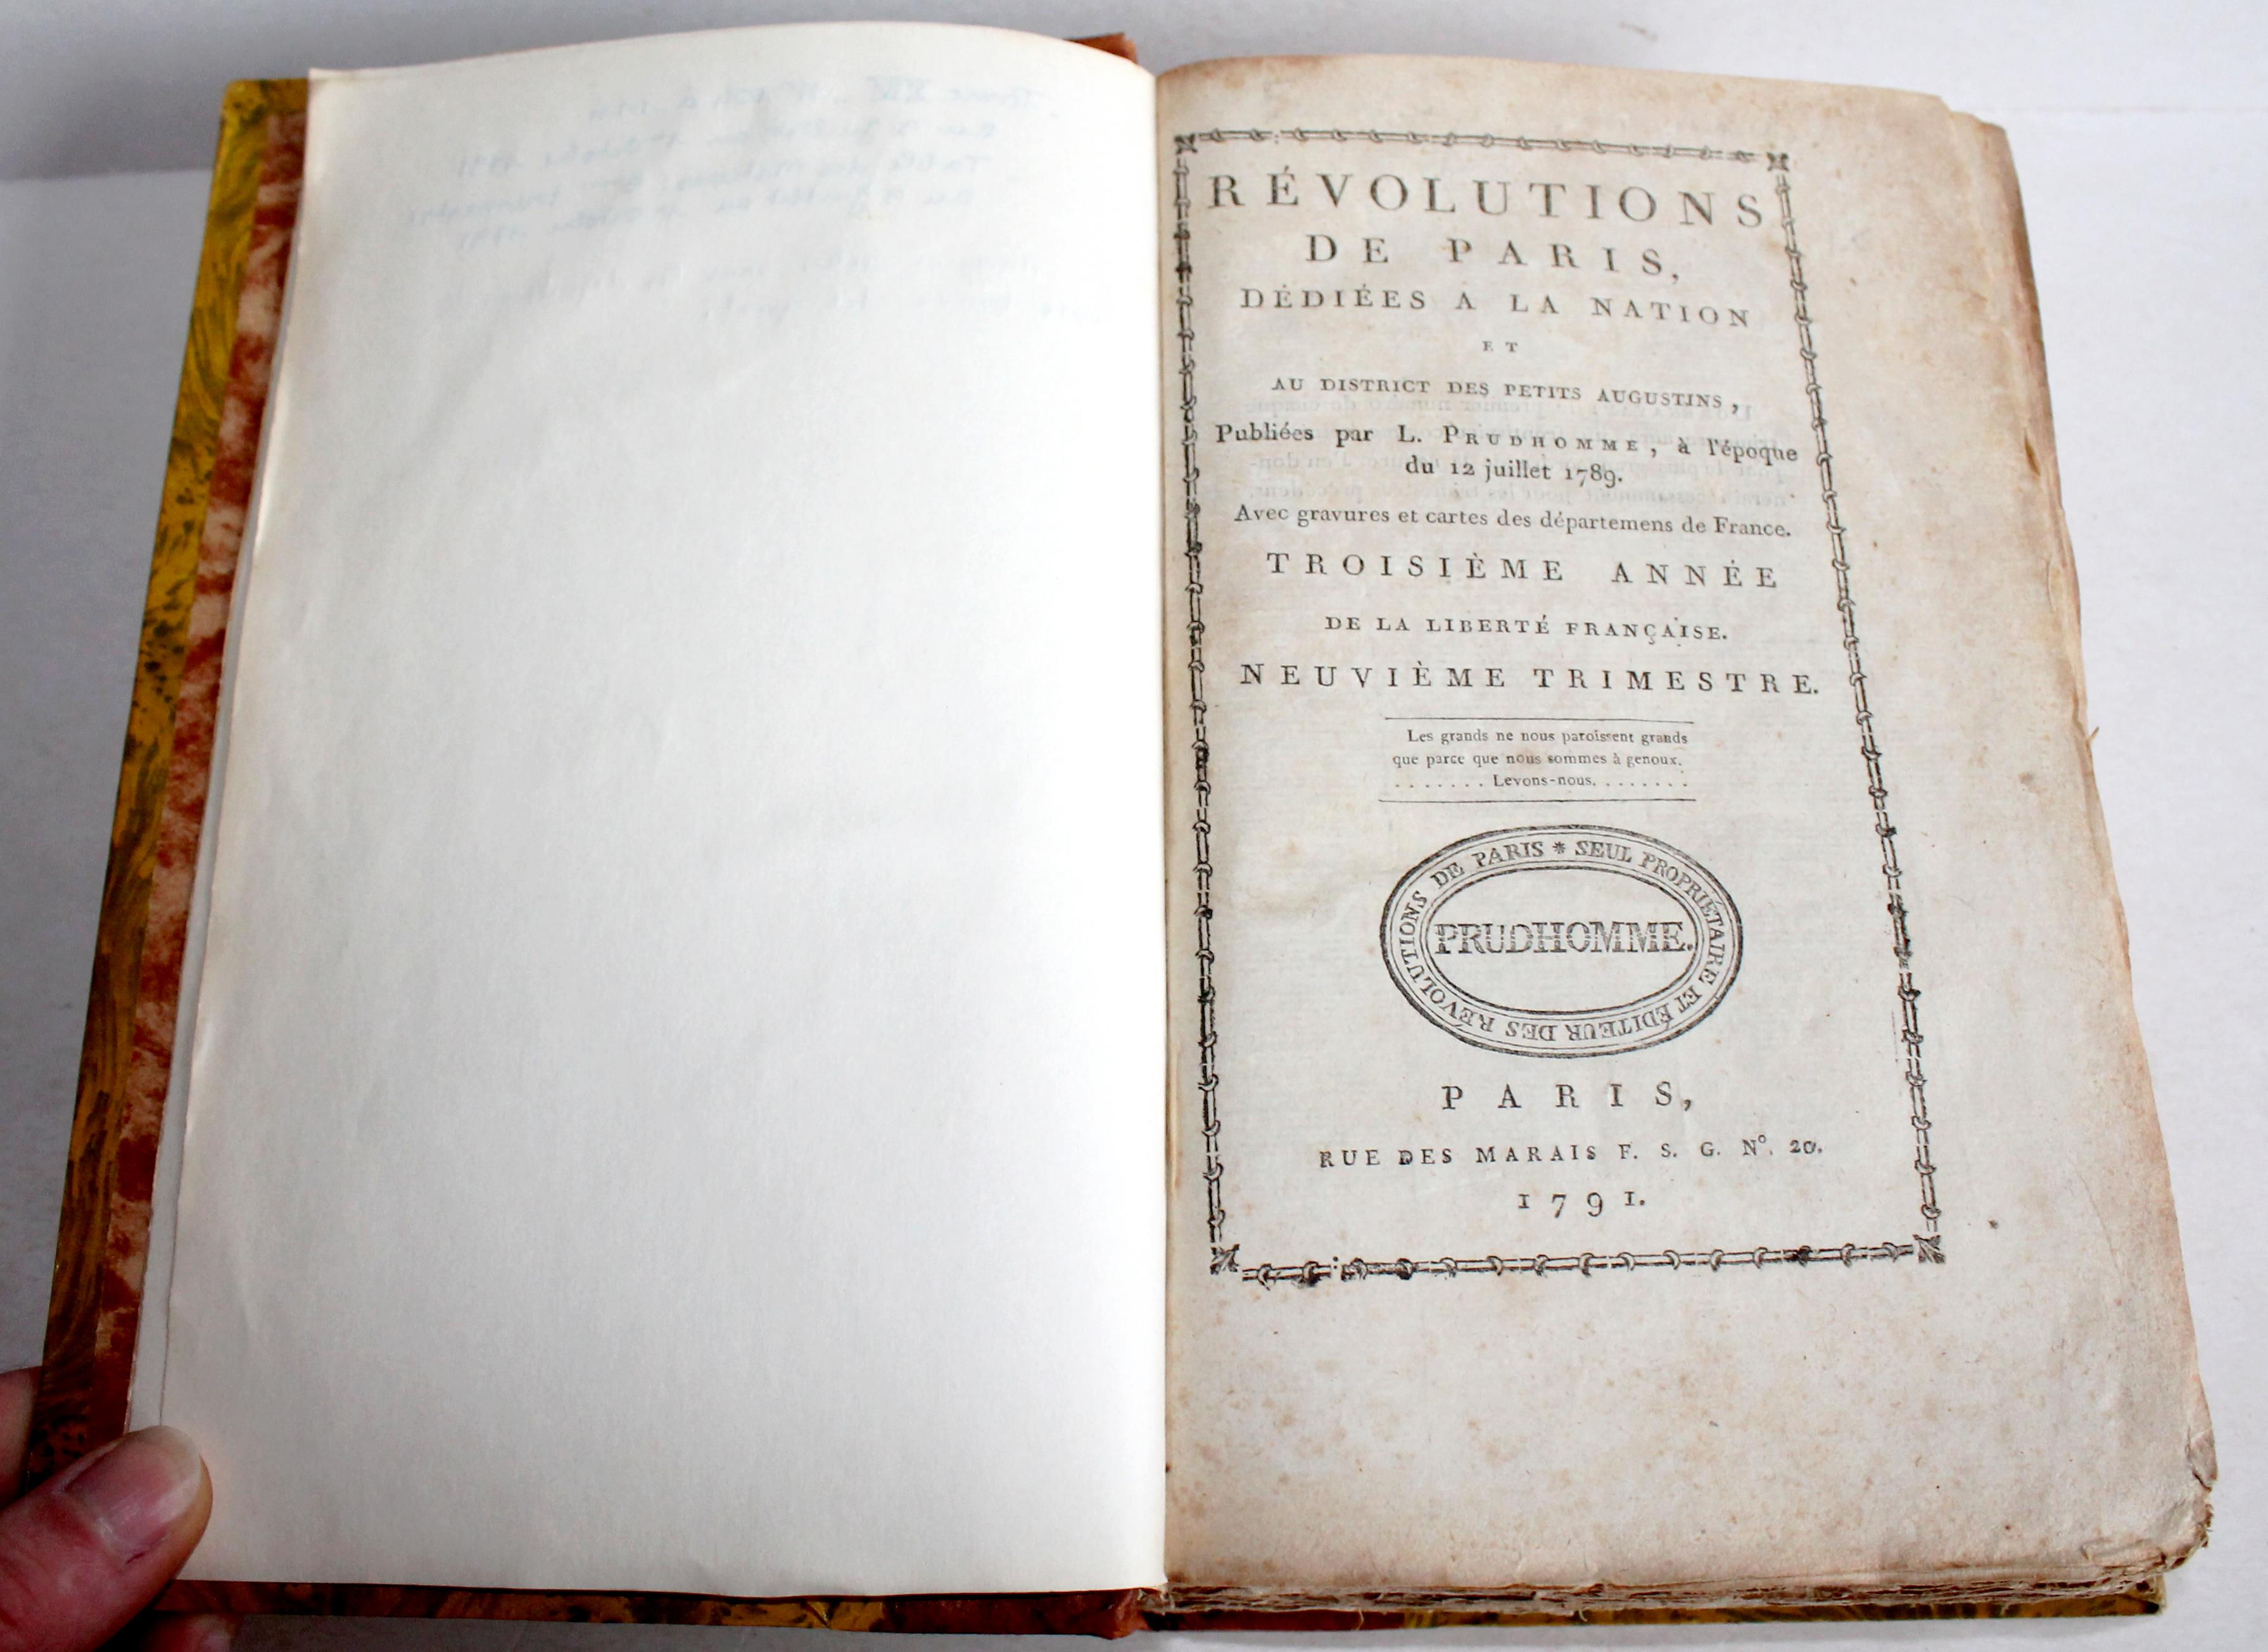 RÉVOLUTIONS
DE PARIS,
DÉDIÉES A LA NATION
ET
AU DISTRICT DES PETITS AUGUSTINS,
Publiées par L. PRUDHOMME, à l'époque
du 12 juillet 1789.
Avec gravures et cartes des départemens de France.
TROISIÈME ANNÉE
DE LA LIBERTÉ FRANÇAISE.
NEUVIÈME TRIMESTRE.
Les grands ne nous paroissent grands
que parce que nous sommes à genoux.
. . . . . . . Levons-nous. . . . . . . .
SEUL PROPRIETAIRE ET ÉDITEUR DES RÉVOLUTIONS DE PARIS *
PRUDHOMME.
PARIS,
RUE DES MARAIS F. S. G. N°. 20.
1791.